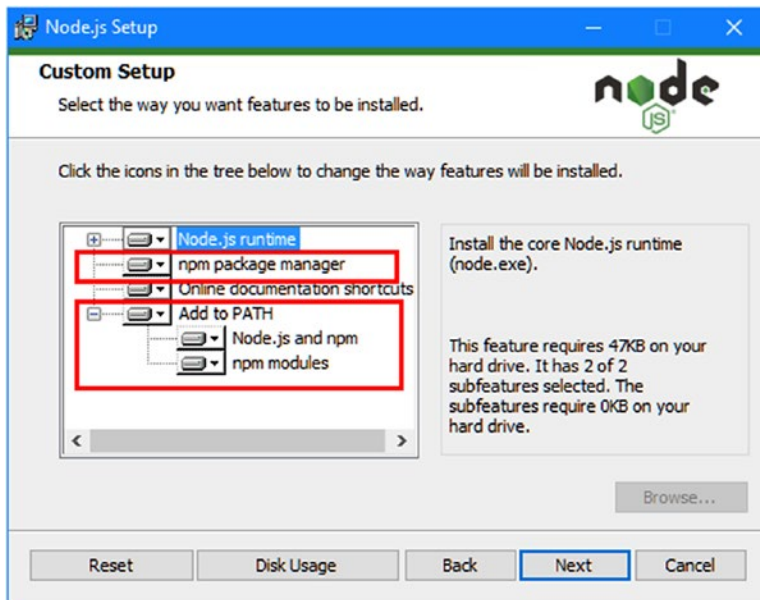 Node.js Setup
Custom Setup
Select the way you want features to be installed.
node
JS
Click the icons in the tree below to change the way features will be installed.
Node.js runtime
npm package manager
Online documentation shortcuts
Add to PATH
Node.js and npm
npm modules
Install the core Node.js runtime
(node.exe).
This feature requires 47KB on your
hard drive. It has 2 of 2
subfeatures selected. The
subfeatures require 0KB on your
hard drive.
Browse...
Reset
Disk Usage
Back
Next
Cancel